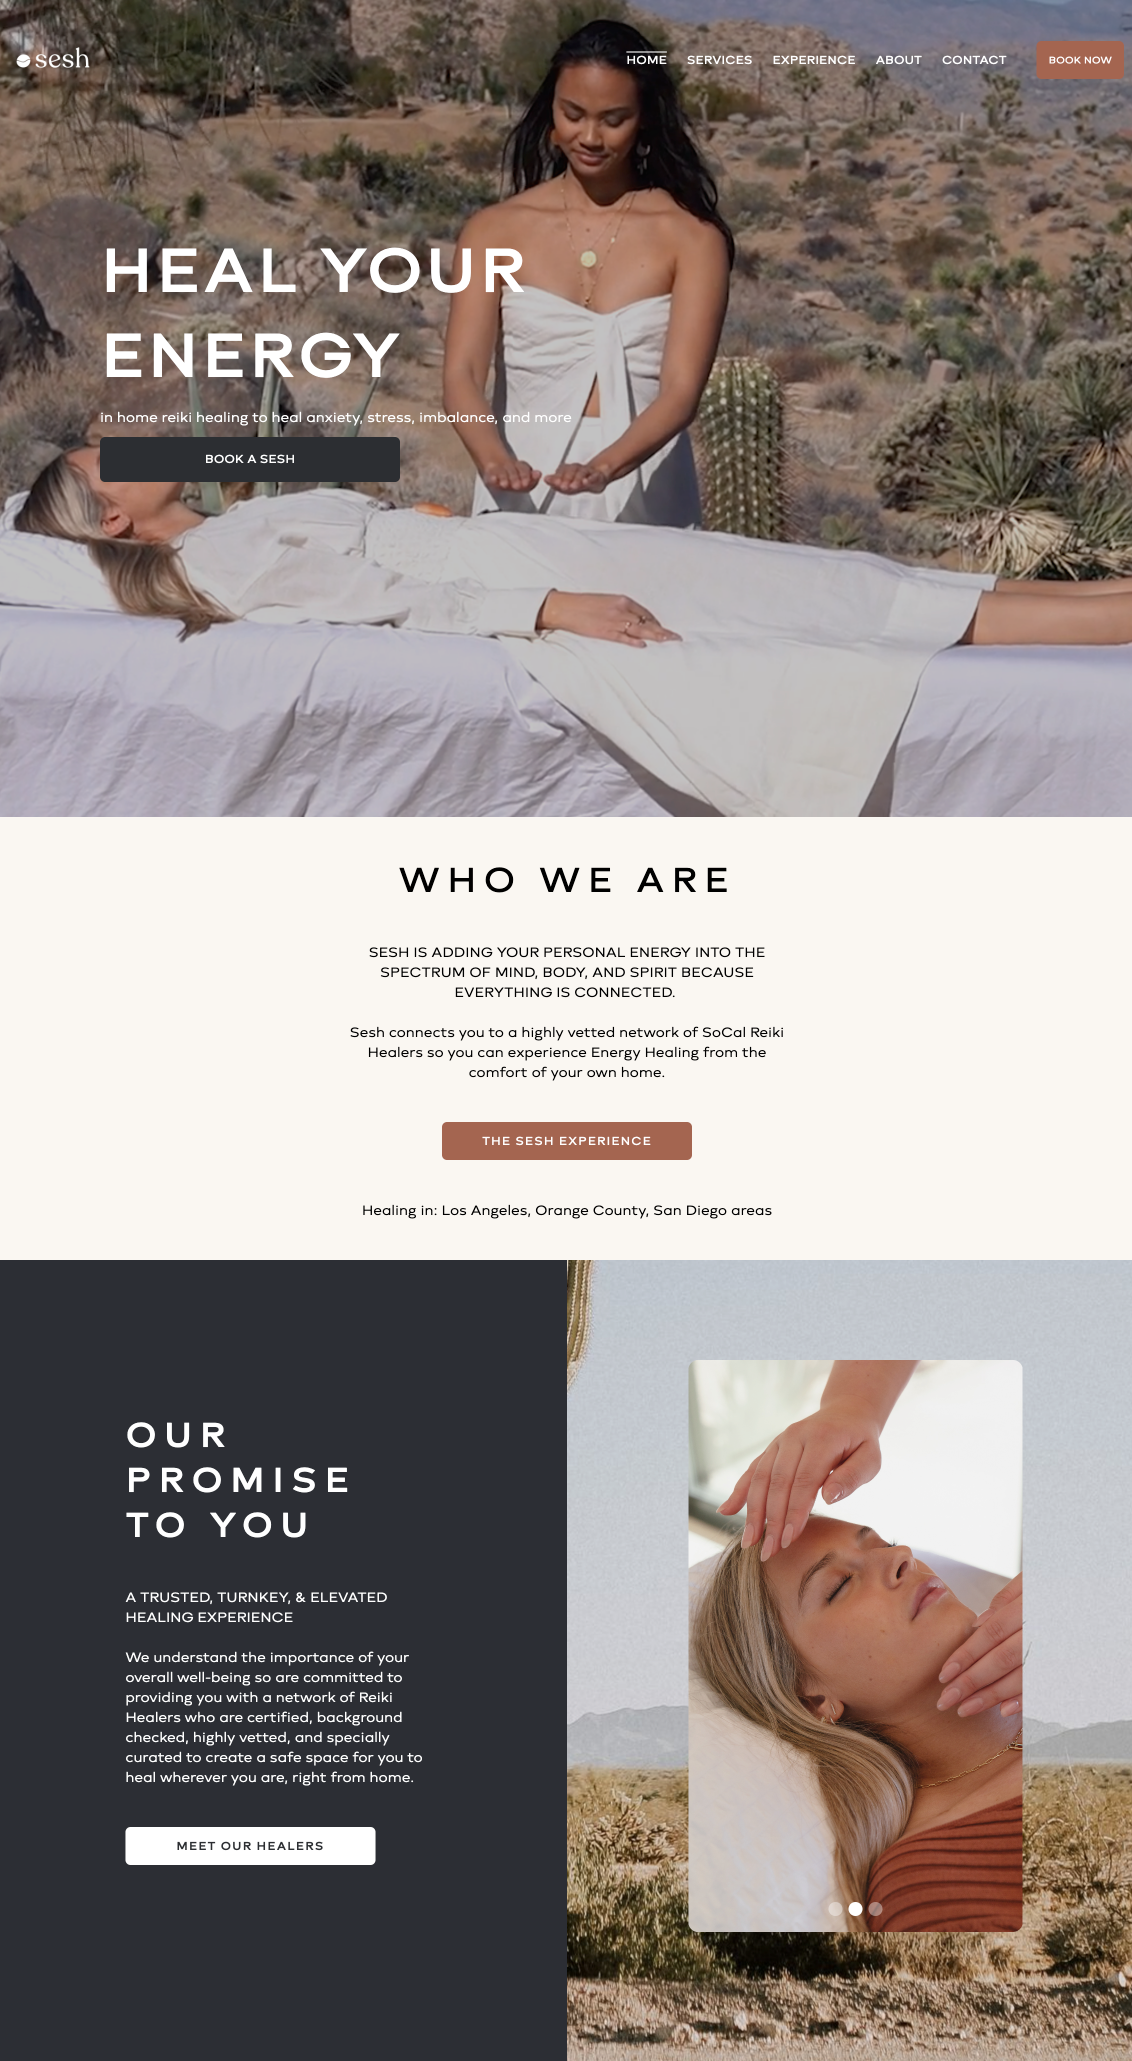 sesh
HOME SERVICES EXPERIENCE ABOUT CONTACT BOOK NOW
HEAL YOUR
ENERGY
in home reiki healing to heal anxiety, stress, imbalance, and more
BOOK A SESH
WHO WE ARE
SESH IS ADDING YOUR PERSONAL ENERGY INTO THE
SPECTRUM OF MIND, BODY, AND SPIRIT BECAUSE
EVERYTHING IS CONNECTED.
Sesh connects you to a highly vetted network of SoCal Reiki
Healers so you can experience Energy Healing from the
comfort of your own home.
THE SESH EXPERIENCE
Healing in: Los Angeles, Orange County, San Diego areas
OUR
PROMISE
TO YOU
A TRUSTED, TURNKEY, & ELEVATED
HEALING EXPERIENCE
We understand the importance of your
overall well-being so are committed to
providing you with a network of Reiki
Healers who are certified, background
checked, highly vetted, and specially
curated to create a safe space for you to
heal wherever you are, right from home.
MEET OUR HEALERS